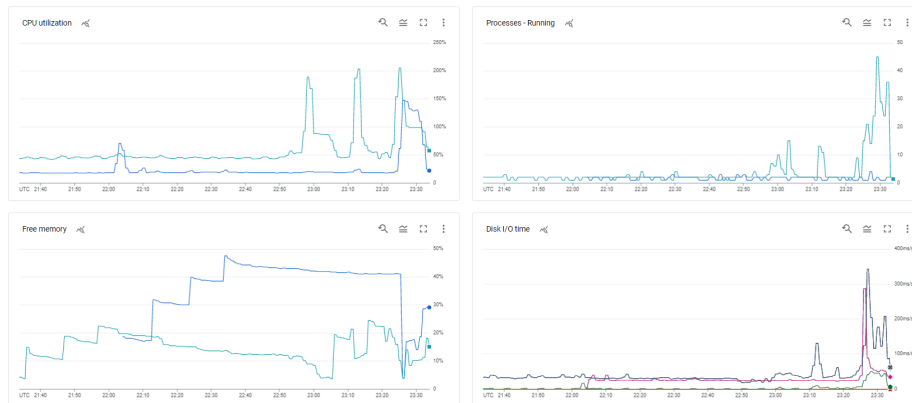 CPU utilization
250%
200%
150%
100%
50%
0
UTC 21:40 21:50 22:00 22:10 22:20 22:30 22:40 22:50 23:00 23:10 23:20 23:30
Processes - Running
50
40
30
20
10
0
UTC 21:40 21:50 22:00 22:10 22:20 22:30 22:40 22:50 23:00 23:10 23:20 23:30
Free memory
50%
40%
30%
20%
10%
0%
UTC 21:40 21:50 22:00 22:10 22:20 22:30 22:40 22:50 23:00 23:10 23:20 23:30
Disk I/O time
400ms/s
300ms/s
200ms/s
100ms/s
UTC 21:40 21:50 22:00 22:10 22:20 22:30 22:40 22:50 23:00 23:10 23:20 23:30